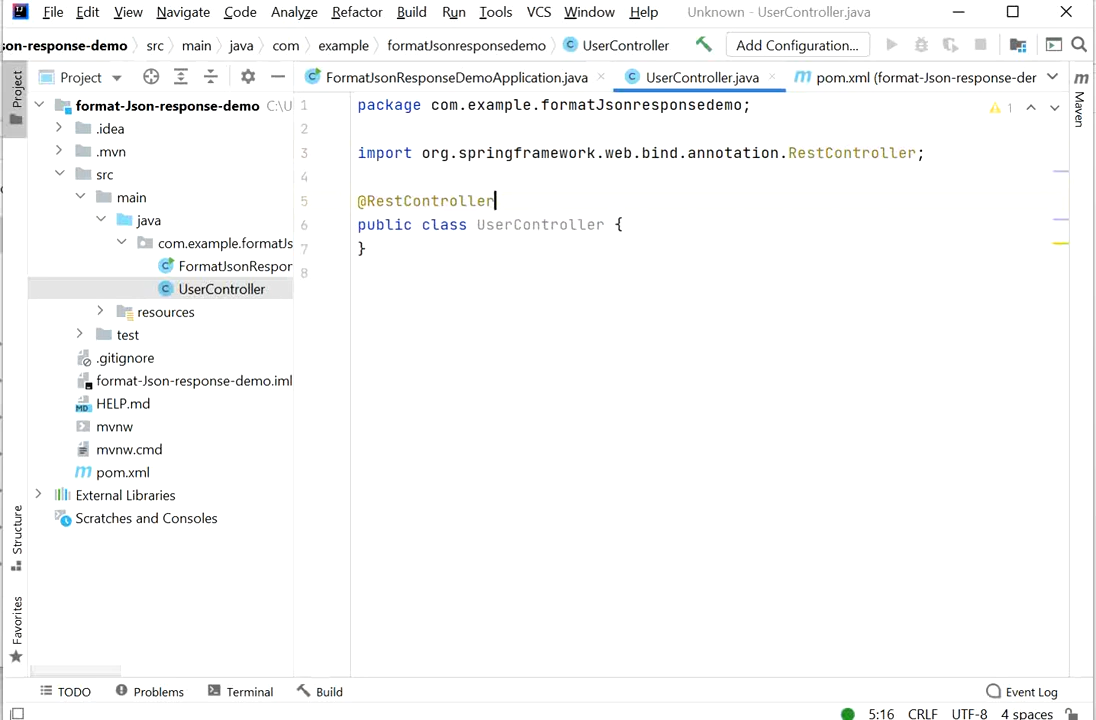 File Edit View Navigate Code Analyze Refactor Build Run Tools VCS Window Help Unknown - UserController.java
son-response-demo src main java com example formatJsonresponsedemo UserController Add Configuration...
Project FormatJsonResponseDemoApplication.java UserController.java pom.xml (format-Json-response-der
Project
Maven
format-Json-response-demo C:\U
.idea
.mvn
src
main
java
com.example.formatJs
FormatJsonRespor
UserController
resources
test
.gitignore
format-Json-response-demo.iml
HELP.md
mvnw
mvnw.cmd
pom.xml
External Libraries
Scratches and Consoles
1 package com.example.formatJsonresponsedemo;
2
3 import org.springframework.web.bind.annotation.RestController;
4
5 @RestController
6 public class UserController {
7 }
8
1
Structure
Favorites
TODO Problems Terminal Build Event Log
5:16 CRLF UTF-8 4 spaces